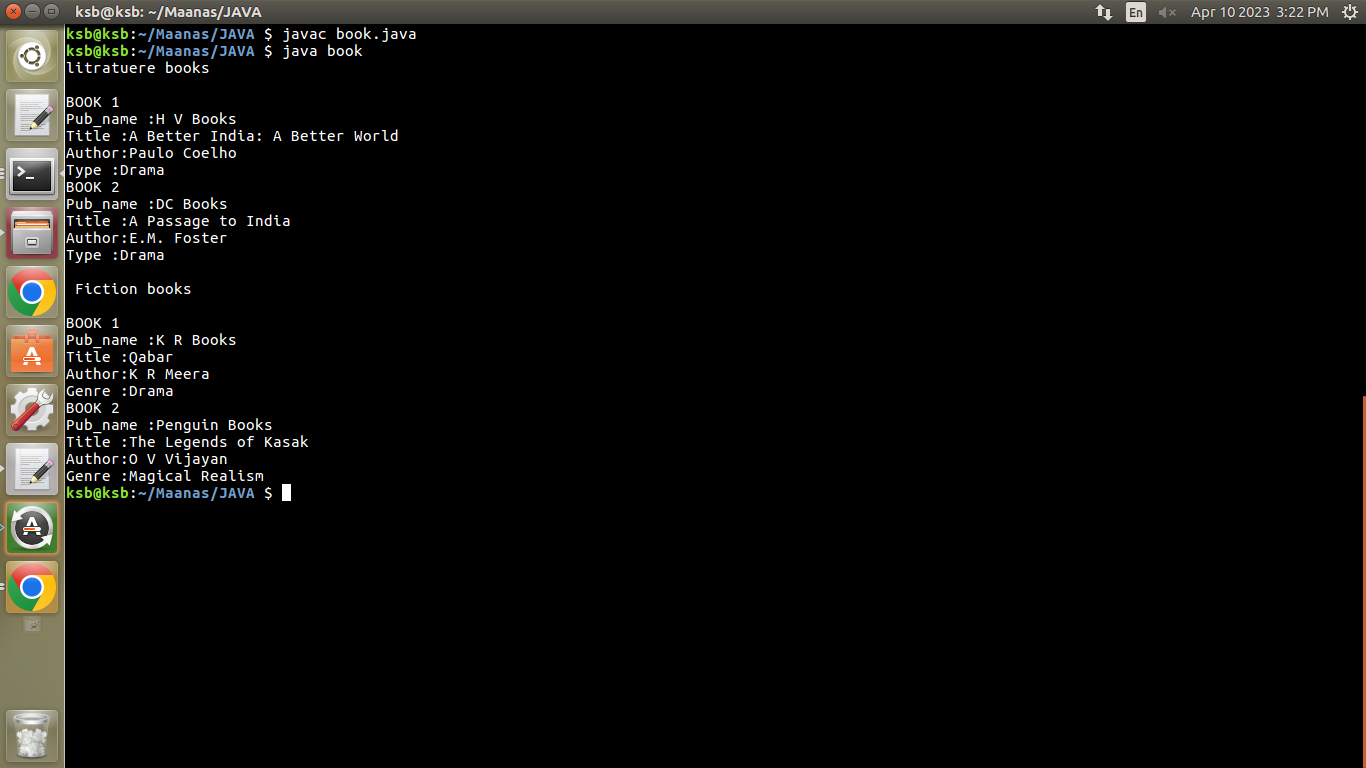 ksb@ksb: ~/Maanas/JAVA
En
Apr 10 2023 3:22 PM
ksb@ksb:~/Maanas/JAVA $ javac book.java
ksb@ksb:~/Maanas/JAVA $ java book
litratuere books
BOOK 1
Pub_name :H V Books
Title :A Better India: A Better World
Author:Paulo Coelho
Type :Drama
BOOK 2
Pub_name :DC Books
Title :A Passage to India
Author:E.M. Foster
Type :Drama
Fiction books
BOOK 1
Pub_name :K R Books
Title :Qabar
Author:K R Meera
Genre :Drama
BOOK 2
Pub_name :Penguin Books
Title :The Legends of Kasak
Author:O V Vijayan
Genre :Magical Realism
ksb@ksb:~/Maanas/JAVA $